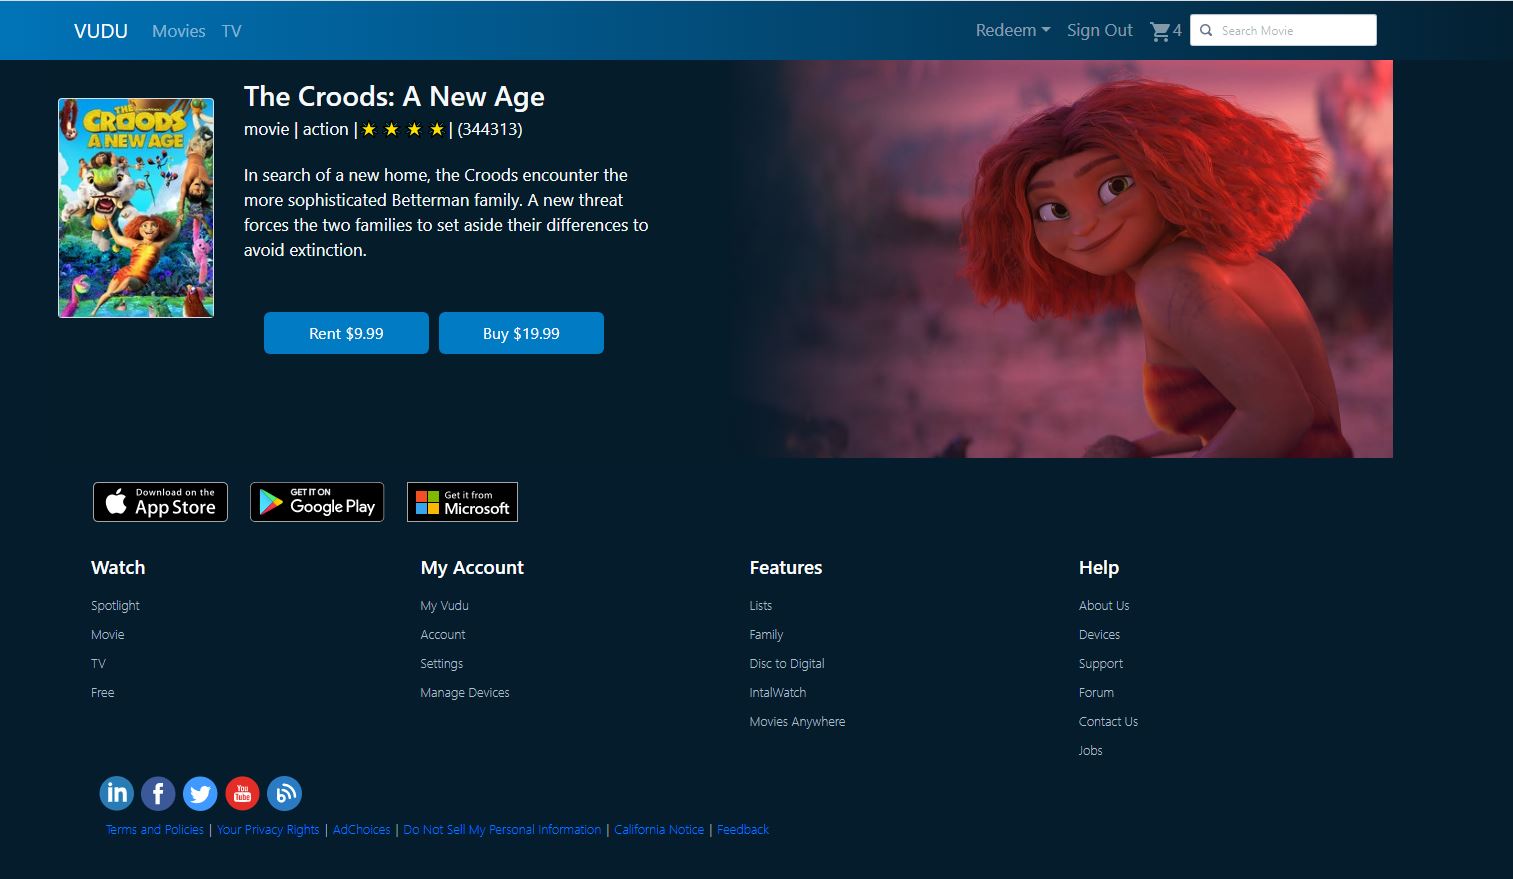 VUDU Movies TV Redeem Sign Out 4 Search Movie
THE CROODS
A NEW AGE
The Croods: A New Age
movie | action | | (344313)
In search of a new home, the Croods encounter the
more sophisticated Betterman family. A new threat
forces the two families to set aside their differences to
avoid extinction.
Rent $9.99 Buy $19.99
Download on the
App Store
GET IT ON
Google Play
Get it from
Microsoft
Watch My Account Features Help
Spotlight My Vudu Lists About Us
Movie Account Family Devices
TV Settings Disc to Digital Support
Free Manage Devices IntalWatch Forum
Movies Anywhere Contact Us
Jobs
in f You Tube
Terms and Policies | Your Privacy Rights | AdChoices | Do Not Sell My Personal Information | California Notice | Feedback